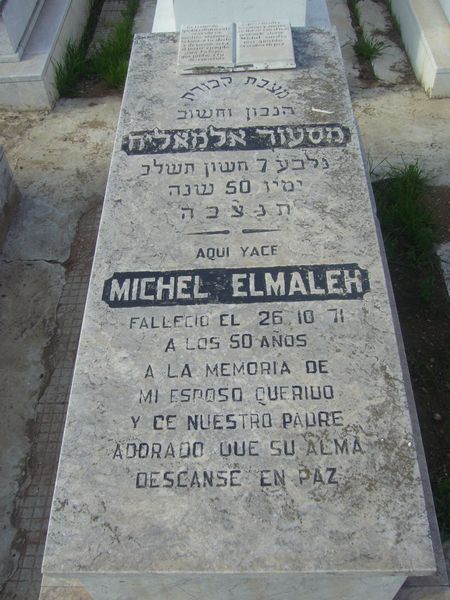 מצבת קבורת
הנכון וחשוב
מסעוד אלמאליח
נלבע 7 חשון תשלב
ימיו 50 שנה
תנצבה
AQUI YACE
MICHEL ELMALEH
FALLECIO EL 26 10 71
A LOS 50 AÑOS
A LA MEMORIA DE
MI ESPOSO QUERIDO
Y DE NUESTRO PADRE
ADORADO QUE SU ALMA
DESCANSE EN PAZ